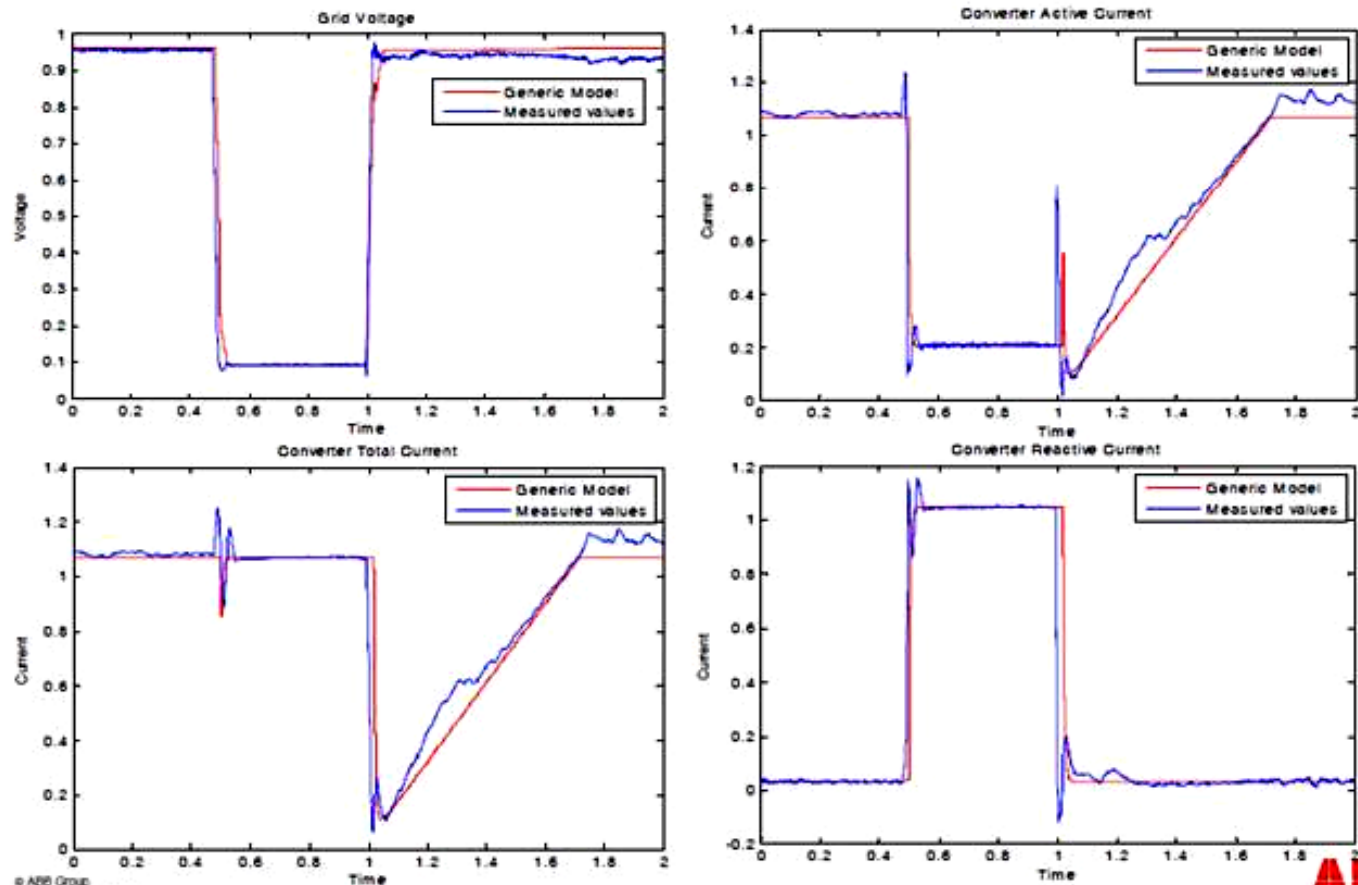 Grid Voltage
1
0.9
0.8
0.7
0.6
0.5
0.4
0.3
0.2
0.1
0
Voltage
Generic Model
Measured values
0 0.2 0.4 0.6 0.8 1 1.2 1.4 1.6 1.8 2
Time
Converter Active Current
1.4
1.2
1
0.8
0.6
0.4
0.2
0
Current
Generic Model
Measured values
0 0.2 0.4 0.6 0.8 1 1.2 1.4 1.6 1.8 2
Time
Converter Total Current
1.4
1.2
1
0.8
0.6
0.4
0.2
0
Current
Generic Model
Measured values
0 0.2 0.4 0.6 0.8 1 1.2 1.4 1.6 1.8 2
Time
Converter Reactive Current
1.2
1
0.8
0.6
0.4
0.2
0
-0.2
Current
Generic Model
Measured values
0 0.2 0.4 0.6 0.8 1 1.2 1.4 1.6 1.8 2
Time
© ABB Group